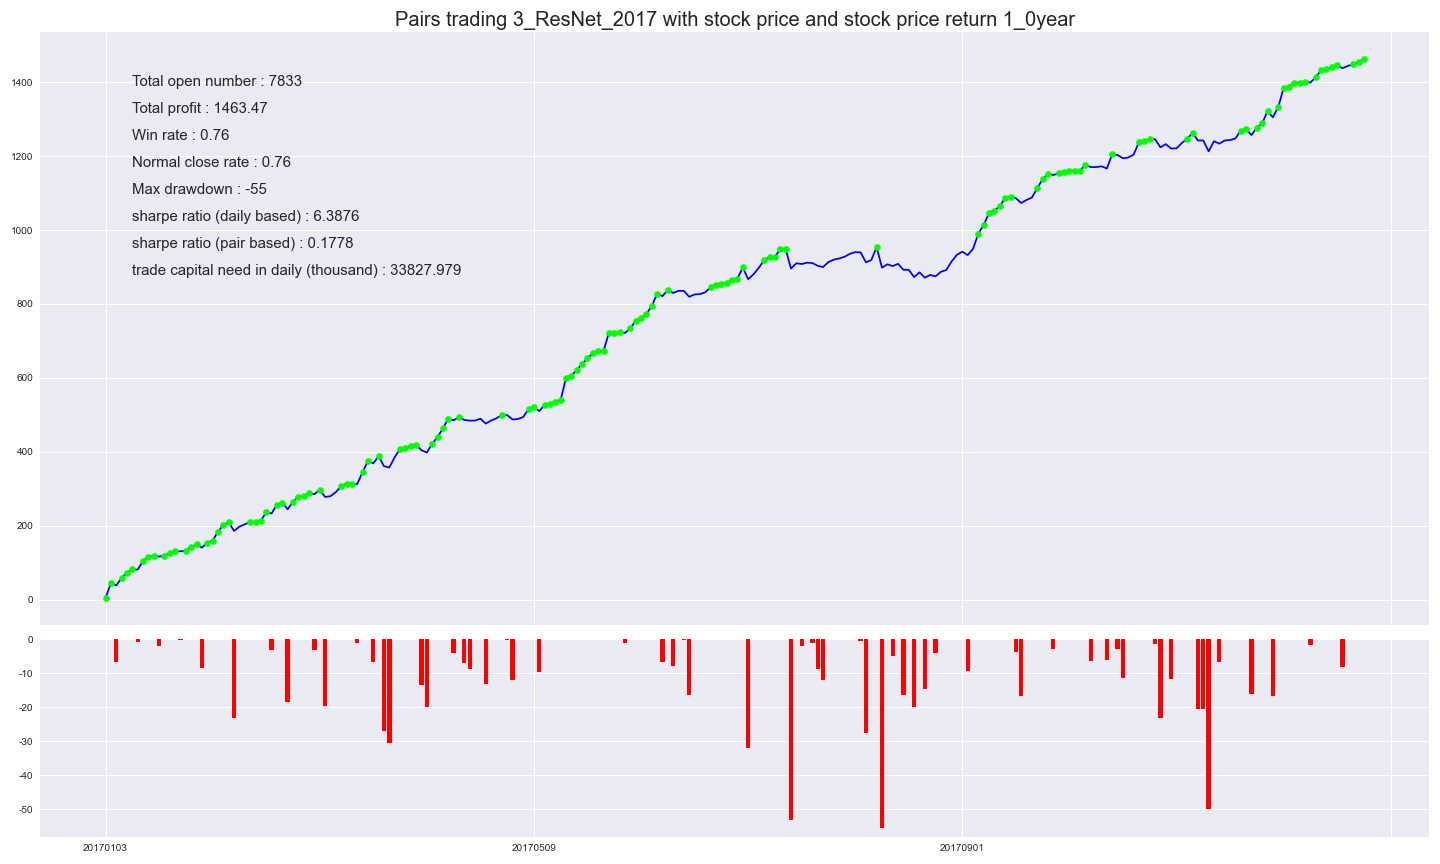 Pairs trading 3_ResNet_2017 with stock price and stock price return 1_0year
Total open number : 7833
Total profit : 1463.47
Win rate : 0.76
Normal close rate : 0.76
Max drawdown : -55
sharpe ratio (daily based) : 6.3876
sharpe ratio (pair based) : 0.1778
trade capital need in daily (thousand) : 33827.979
1400
1200
1000
800
600
400
200
0
0
-10
-20
-30
-40
-50
20170103 20170509 20170901